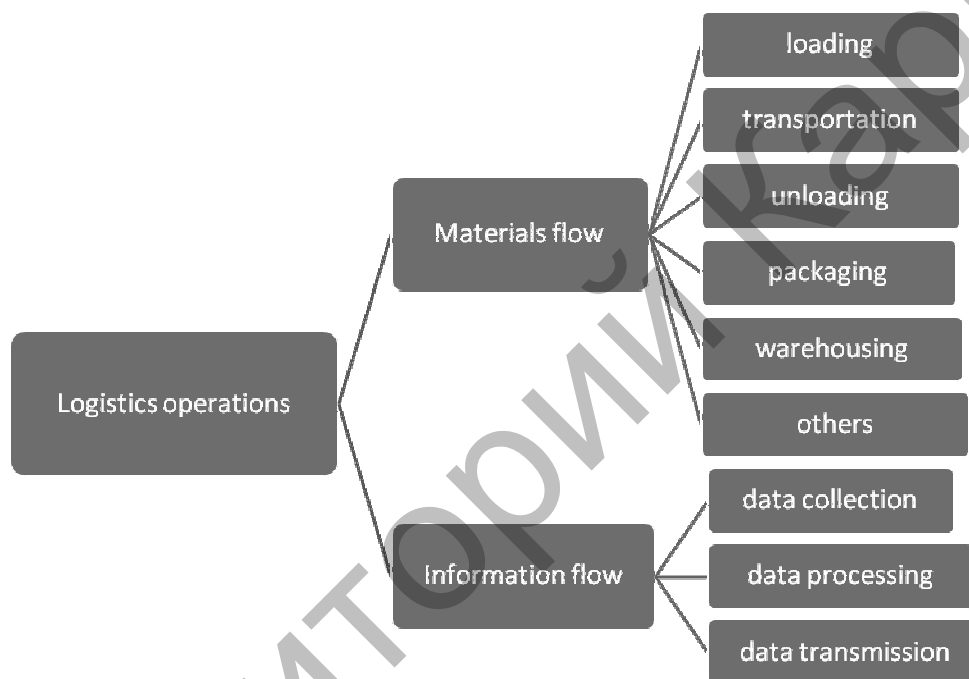 Logistics operations
Materials flow
loading
transportation
unloading
packaging
warehousing
others
Information flow
data collection
data processing
data transmission